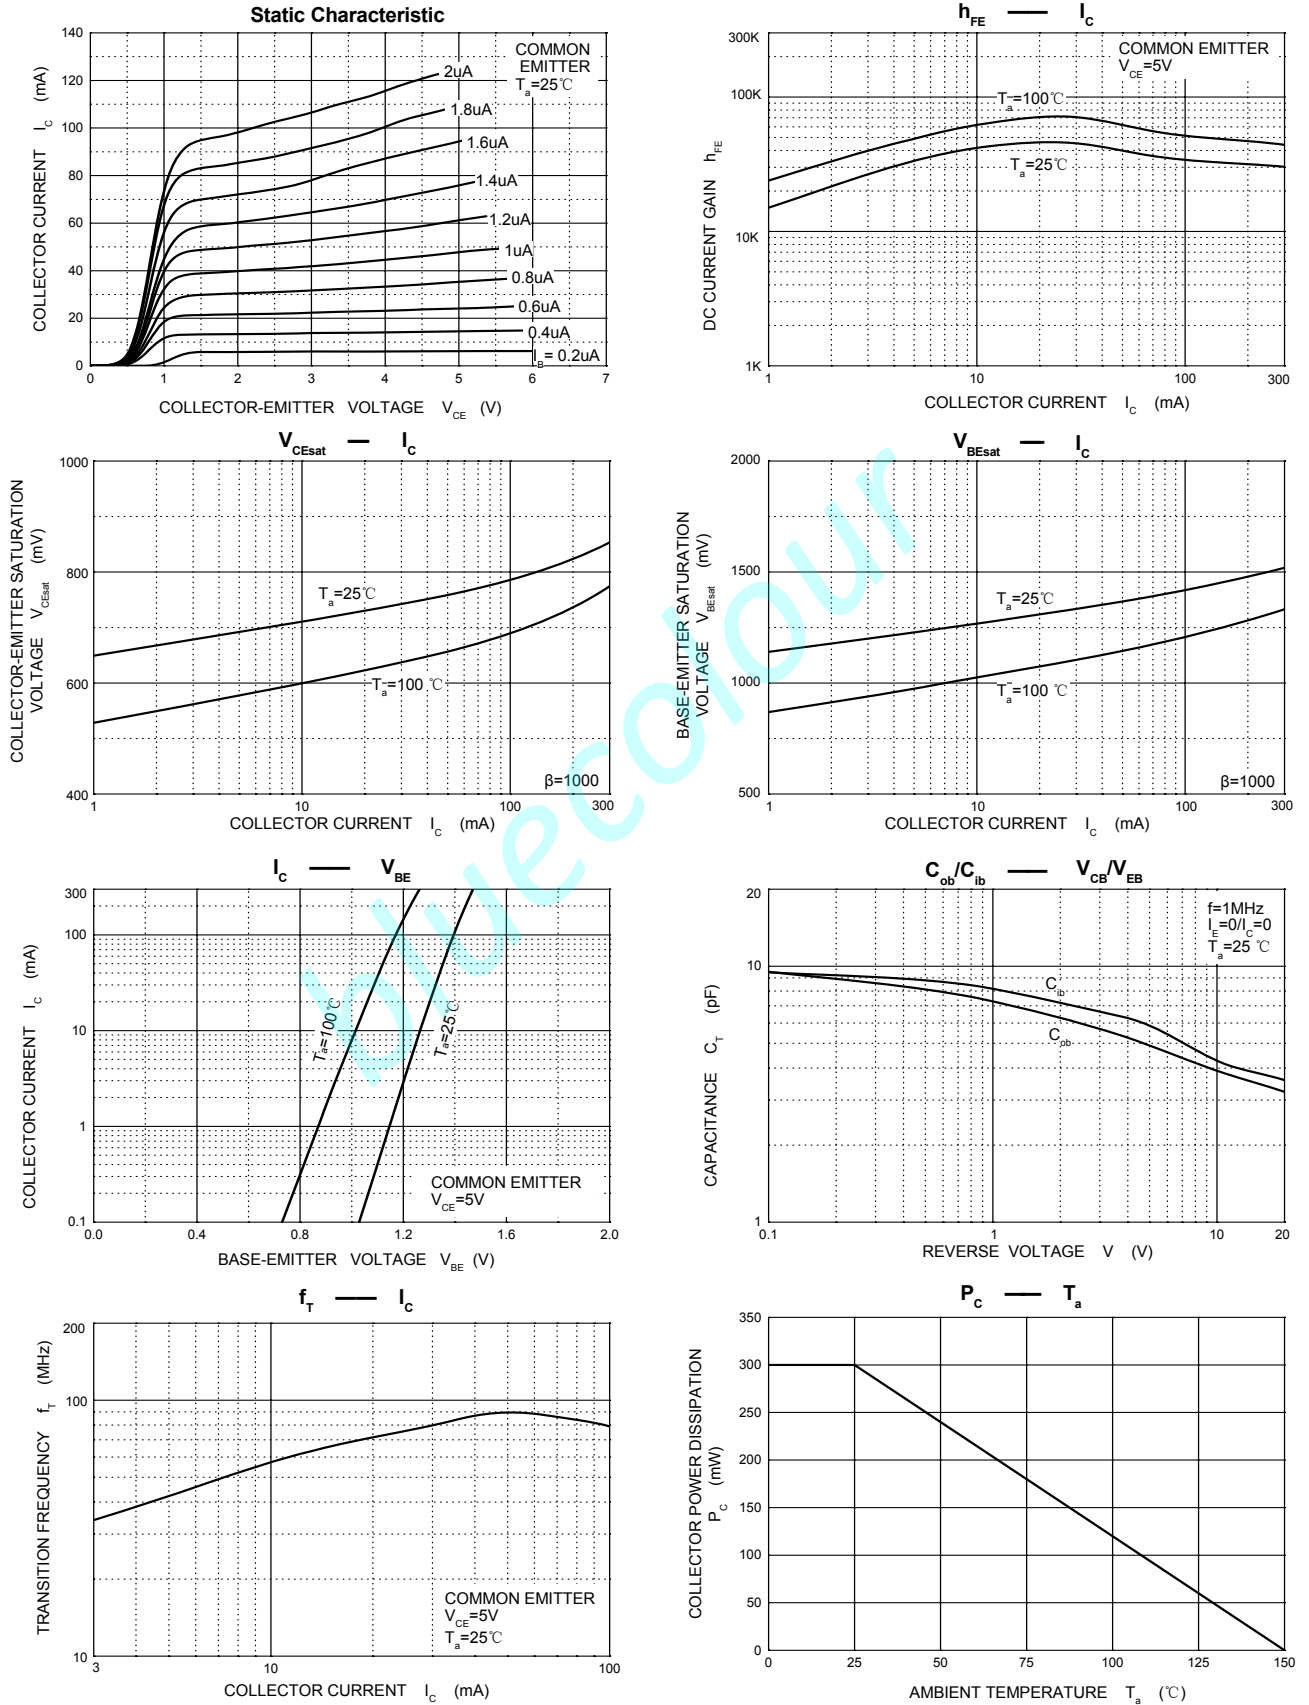 Static Characteristic
COLLECTOR CURRENT I_C (mA)
140
120
100
80
60
40
20
0
COMMON
EMITTER
T_a=25℃
2uA
1.8uA
1.6uA
1.4uA
1.2uA
1uA
0.8uA
0.6uA
0.4uA
I_B= 0.2uA
0 1 2 3 4 5 6 7
COLLECTOR-EMITTER VOLTAGE V_CE (V)
h_FE —— I_C
DC CURRENT GAIN h_FE
300K
100K
10K
1K
COMMON EMITTER
V_CE=5V
T_a=100℃
T_a=25℃
1 10 100 300
COLLECTOR CURRENT I_C (mA)
V_CEsat — I_C
COLLECTOR-EMITTER SATURATION
VOLTAGE V_CEsat (mV)
1000
800
600
400
T_a=25℃
T_a=100 ℃
β=1000
1 10 100 300
COLLECTOR CURRENT I_C (mA)
V_BEsat — I_C
BASE-EMITTER SATURATION
VOLTAGE V_BEsat (mV)
2000
1500
1000
500
T_a=25℃
T_a=100 ℃
β=1000
1 10 100 300
COLLECTOR CURRENT I_C (mA)
I_C —— V_BE
COLLECTOR CURRENT I_C (mA)
300
100
10
1
0.1
T_a=100℃
T_a=25℃
COMMON EMITTER
V_CE=5V
0.0 0.4 0.8 1.2 1.6 2.0
BASE-EMITTER VOLTAGE V_BE (V)
C_ob/C_ib —— V_CB/V_EB
CAPACITANCE C_T (pF)
20
10
1
f=1MHz
I_E=0/I_C=0
T_a=25 ℃
C_ib
C_ob
0.1 1 10 20
REVERSE VOLTAGE V (V)
f_T —— I_C
TRANSITION FREQUENCY f_T (MHz)
200
100
10
COMMON EMITTER
V_CE=5V
T_a=25℃
3 10 100
COLLECTOR CURRENT I_C (mA)
P_C —— T_a
COLLECTOR POWER DISSIPATION
P_C (mW)
350
300
250
200
150
100
50
0
0 25 50 75 100 125 150
AMBIENT TEMPERATURE T_a (℃)
bluecolour